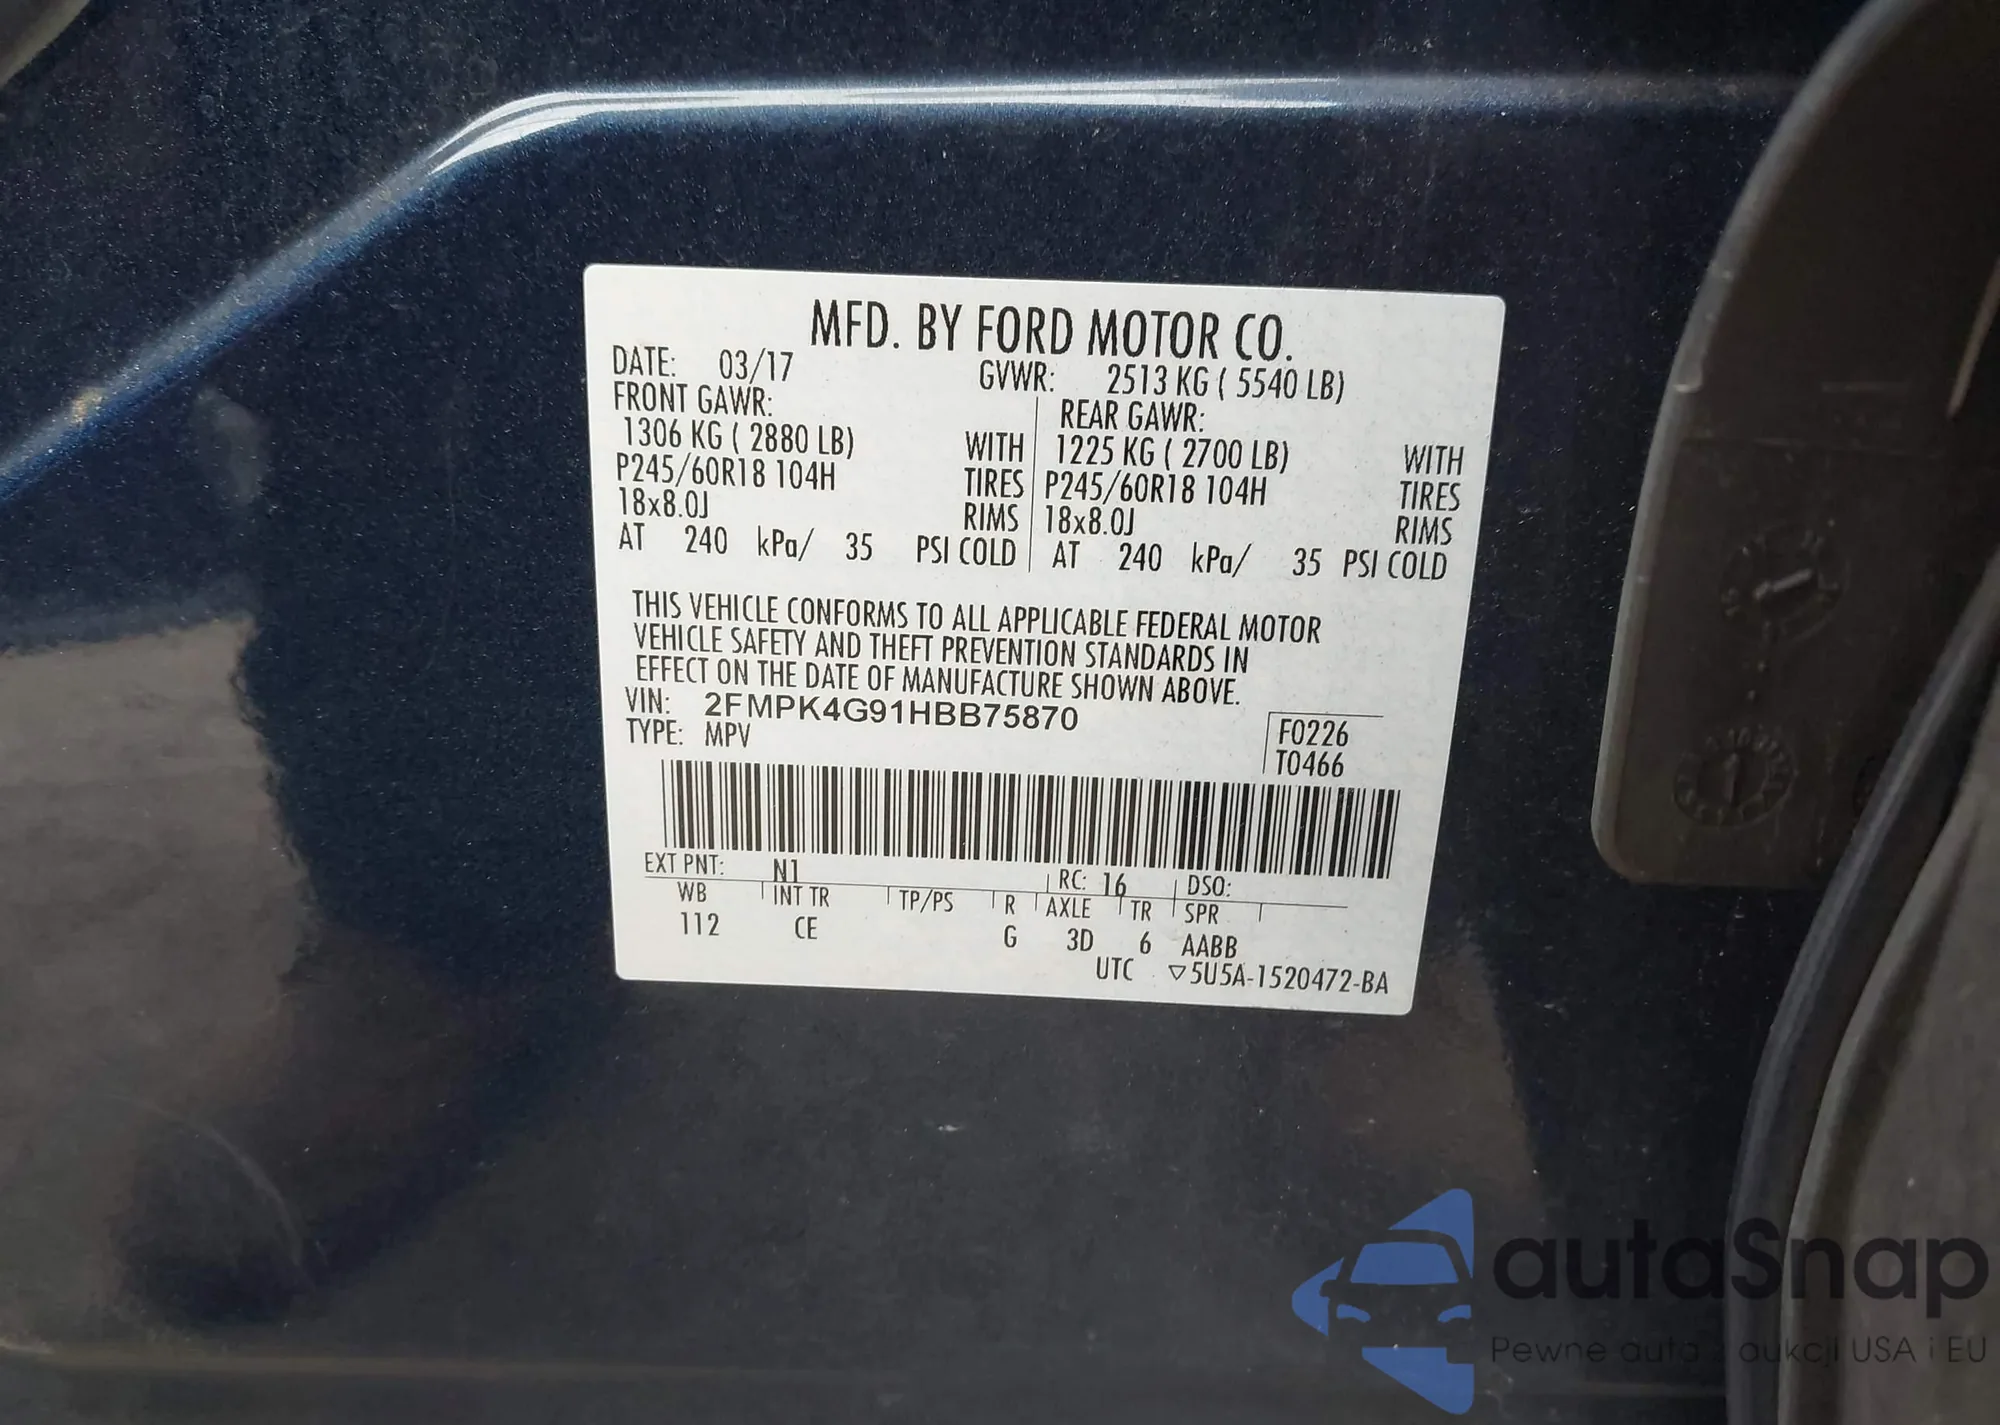 MFD. BY FORD MOTOR CO.
DATE: 03/17 GVWR: 2513 KG ( 5540 LB)
FRONT GAWR: REAR GAWR:
1306 KG ( 2880 LB) WITH 1225 KG ( 2700 LB) WITH
P245/60R18 104H TIRES P245/60R18 104H TIRES
18x8.0J RIMS 18x8.0J RIMS
AT 240 kPa/ 35 PSI COLD AT 240 kPa/ 35 PSI COLD
THIS VEHICLE CONFORMS TO ALL APPLICABLE FEDERAL MOTOR
VEHICLE SAFETY AND THEFT PREVENTION STANDARDS IN
EFFECT ON THE DATE OF MANUFACTURE SHOWN ABOVE.
VIN: 2FMPK4G91HBB75870
TYPE: MPV
F0226
T0466
EXT PNT: N1 RC: 16 DSO:
WB INT TR TP/PS R AXLE TR SPR
112 CE G 3D 6 AABB
UTC ▽5U5A-1520472-BA
autaSnap
Pewne auta z aukcji USA i EU